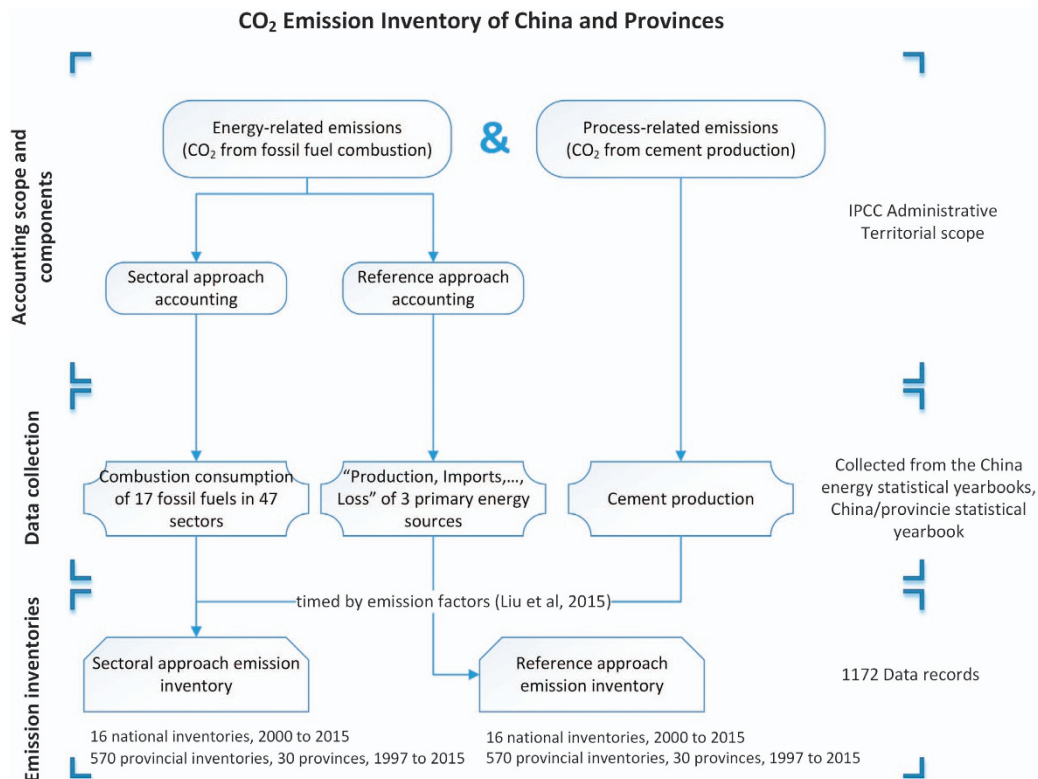 CO₂ Emission Inventory of China and Provinces
Accounting scope and
components
Energy-related emissions
(CO₂ from fossil fuel combustion)
&
Process-related emissions
(CO₂ from cement production)
IPCC Administrative
Territorial scope
Sectoral approach
accounting
Reference approach
accounting
Data collection
Combustion consumption
of 17 fossil fuels in 47
sectors
“Production, Imports,…,
Loss” of 3 primary energy
sources
Cement production
Collected from the China
energy statistical yearbooks,
China/provincie statistical
yearbook
Emission inventories
timed by emission factors (Liu et al, 2015)
Sectoral approach emission
inventory
Reference approach
emission inventory
1172 Data records
16 national inventories, 2000 to 2015
570 provincial inventories, 30 provinces, 1997 to 2015
16 national inventories, 2000 to 2015
570 provincial inventories, 30 provinces, 1997 to 2015